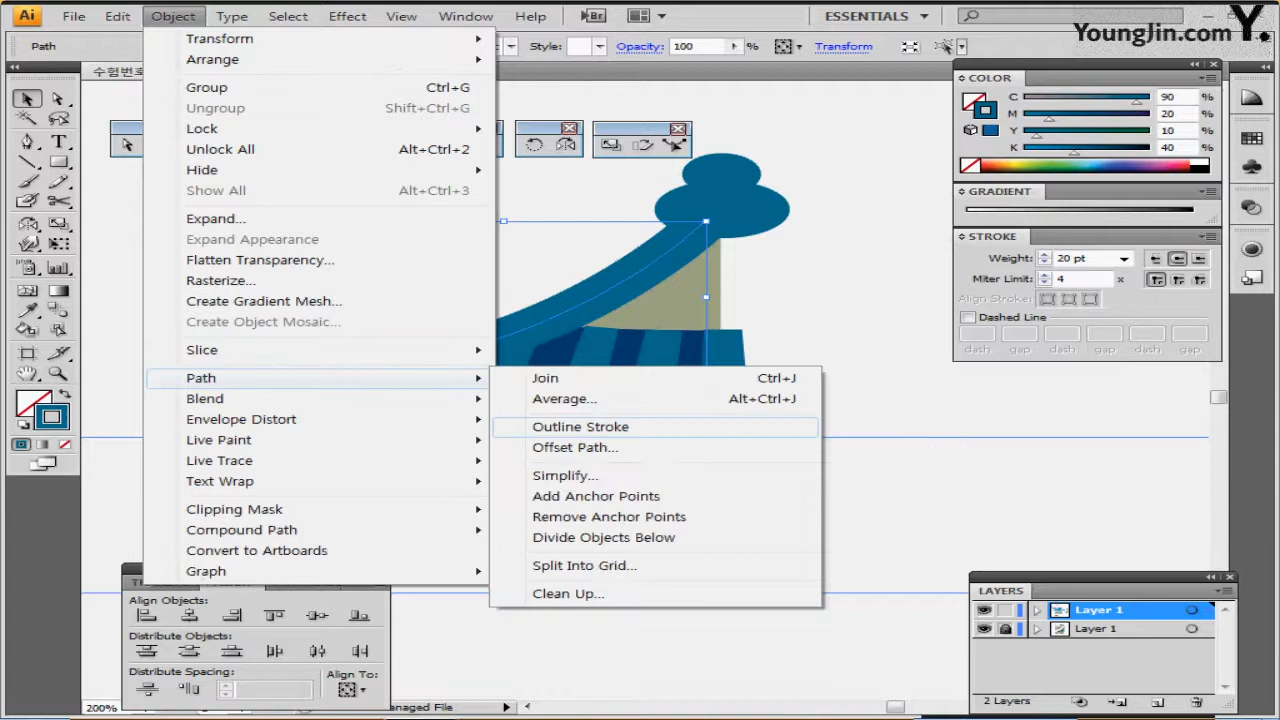 Ai File Edit Object Type Select Effect View Window Help Br ESSENTIALS
YoungJin.com Y.
Path Style: Opacity: 100 % Transform
수험번호
Transform
Arrange
Group Ctrl+G
Ungroup Shift+Ctrl+G
Lock
Unlock All Alt+Ctrl+2
Hide
Show All Alt+Ctrl+3
Expand...
Expand Appearance
Flatten Transparency...
Rasterize...
Create Gradient Mesh...
Create Object Mosaic...
Slice
Path
Blend
Envelope Distort
Live Paint
Live Trace
Text Wrap
Clipping Mask
Compound Path
Convert to Artboards
Graph
Join Ctrl+J
Average... Alt+Ctrl+J
Outline Stroke
Offset Path...
Simplify...
Add Anchor Points
Remove Anchor Points
Divide Objects Below
Split Into Grid...
Clean Up...
COLOR
C 90 %
M 20 %
Y 10 %
K 40 %
GRADIENT
STROKE
Weight: 20 pt
Miter Limit: 4 x
Align Stroke:
Dashed Line
dash gap dash gap dash gap
Align Objects:
Distribute Objects:
Distribute Spacing: Align To:
LAYERS
Layer 1
Layer 1
2 Layers
200% anaged File